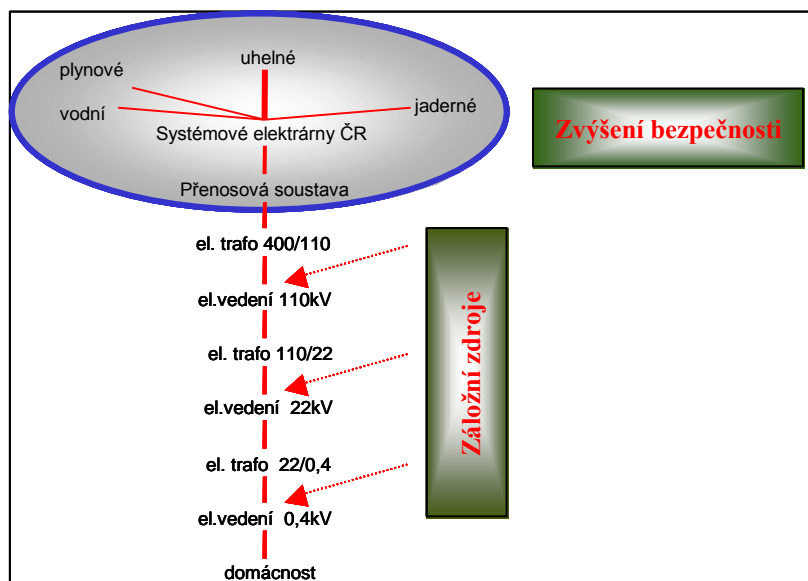 uhelné
plynové
vodní
jaderné
Systémové elektrárny ČR
Přenosová soustava
Zvýšení bezpečnosti
el. trafo 400/110
el.vedení 110kV
el. trafo 110/22
el.vedení 22kV
el. trafo 22/0,4
el.vedení 0,4kV
domácnost
Záložní zdroje